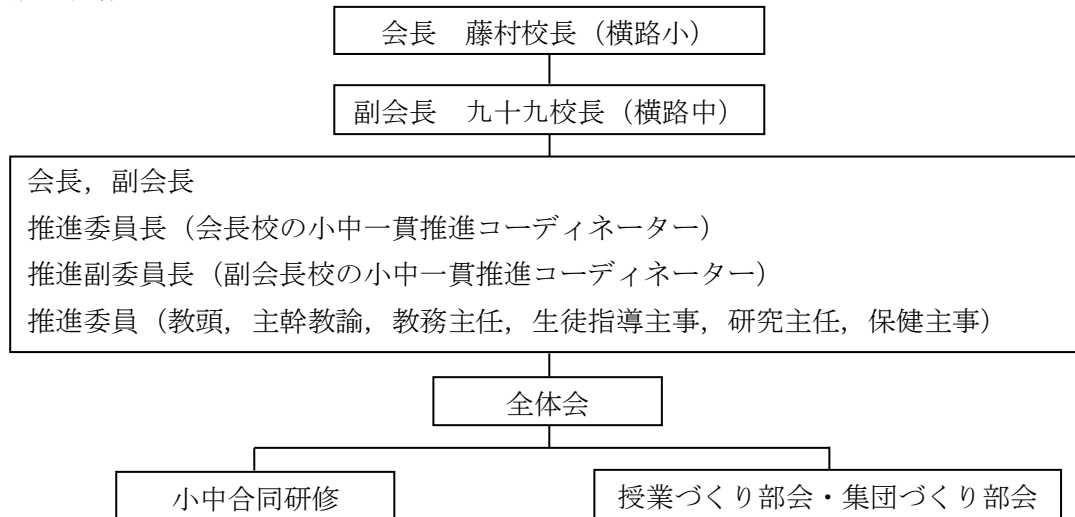 会長　藤村校長（横路小）
副会長　九十九校長（横路中）
会長，副会長
推進委員長（会長校の小中一貫推進コーディネーター）
推進副委員長（副会長校の小中一貫推進コーディネーター）
推進委員（教頭，主幹教諭，教務主任，生徒指導主事，研究主任，保健主事）
全体会
小中合同研修
授業づくり部会・集団づくり部会